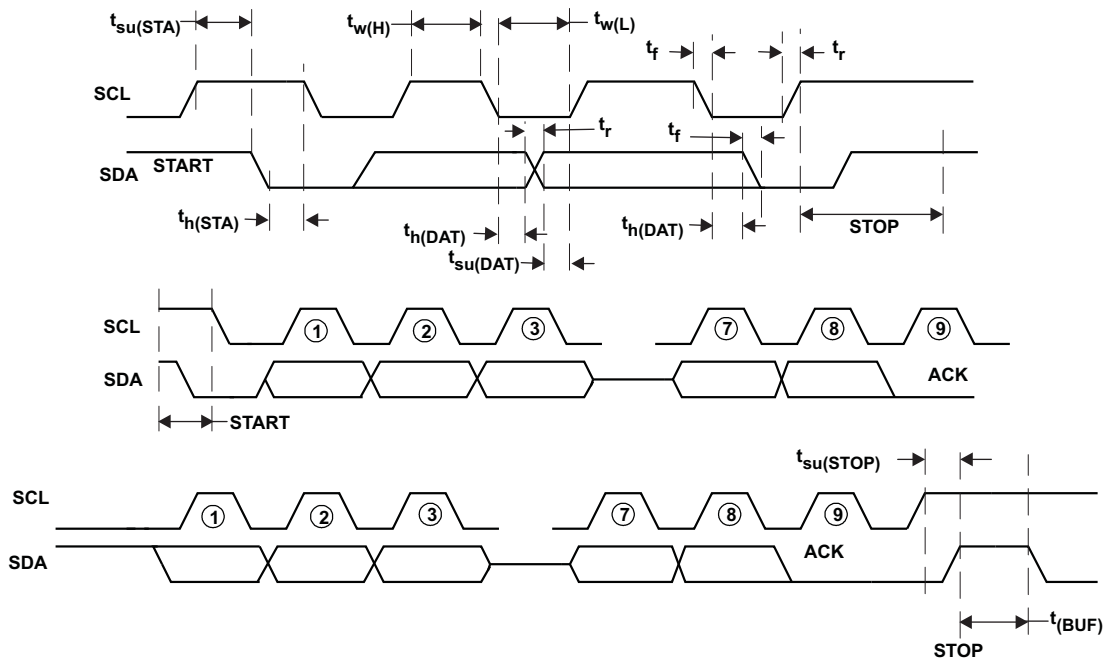 tsu(STA) tw(H) tw(L) tf tr
SCL
tr tf
START
SDA
th(STA) th(DAT) th(DAT) STOP
tsu(DAT)
SCL 1 2 3 7 8 9
SDA ACK
START
tsu(STOP)
SCL 1 2 3 7 8 9
ACK
SDA
t(BUF)
STOP